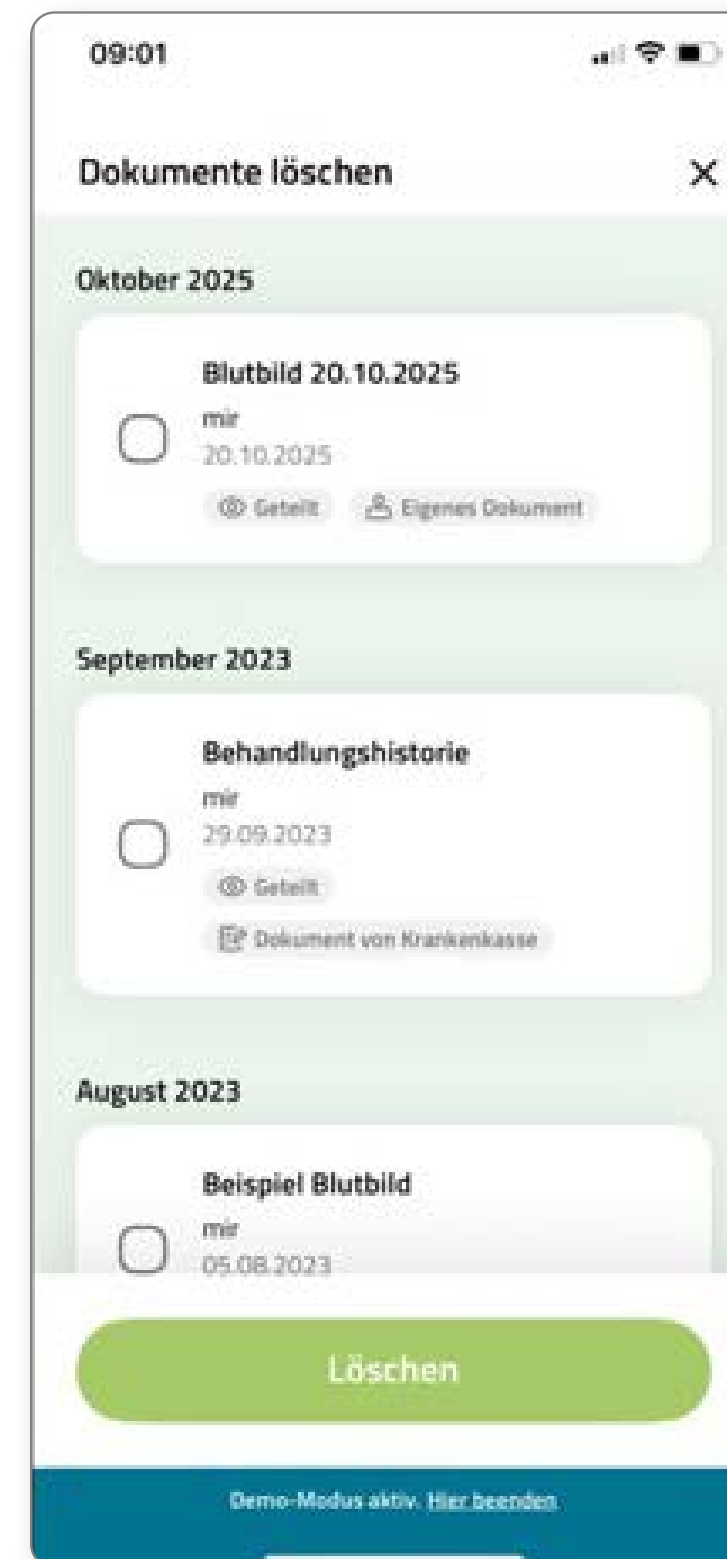 09:01
Dokumente löschen
Oktober 2025
Blutbild 20.10.2025
mir
20.10.2025
Geteilt Eigenes Dokument
September 2023
Behandlungshistorie
mir
29.09.2023
Geteilt
Dokument von Krankenkasse
August 2023
Beispiel Blutbild
mir
05.08.2023
Löschen
Demo-Modus aktiv. Hier beenden